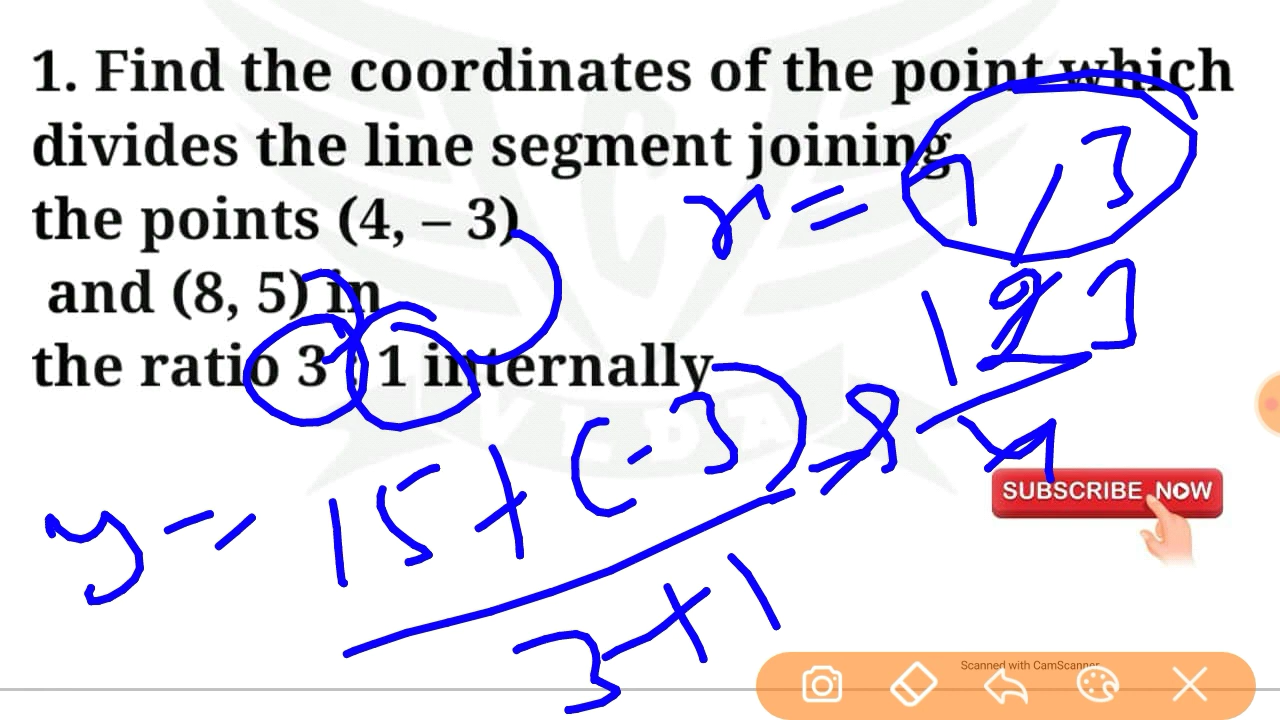 1. Find the coordinates of the point which
divides the line segment joining
the points (4, – 3)
and (8, 5) in
the ratio 3 : 1 internally
x = 7, 3
y = 15 + (-3)
3+1
12
4
SUBSCRIBE NOW
Scanned with CamScanner